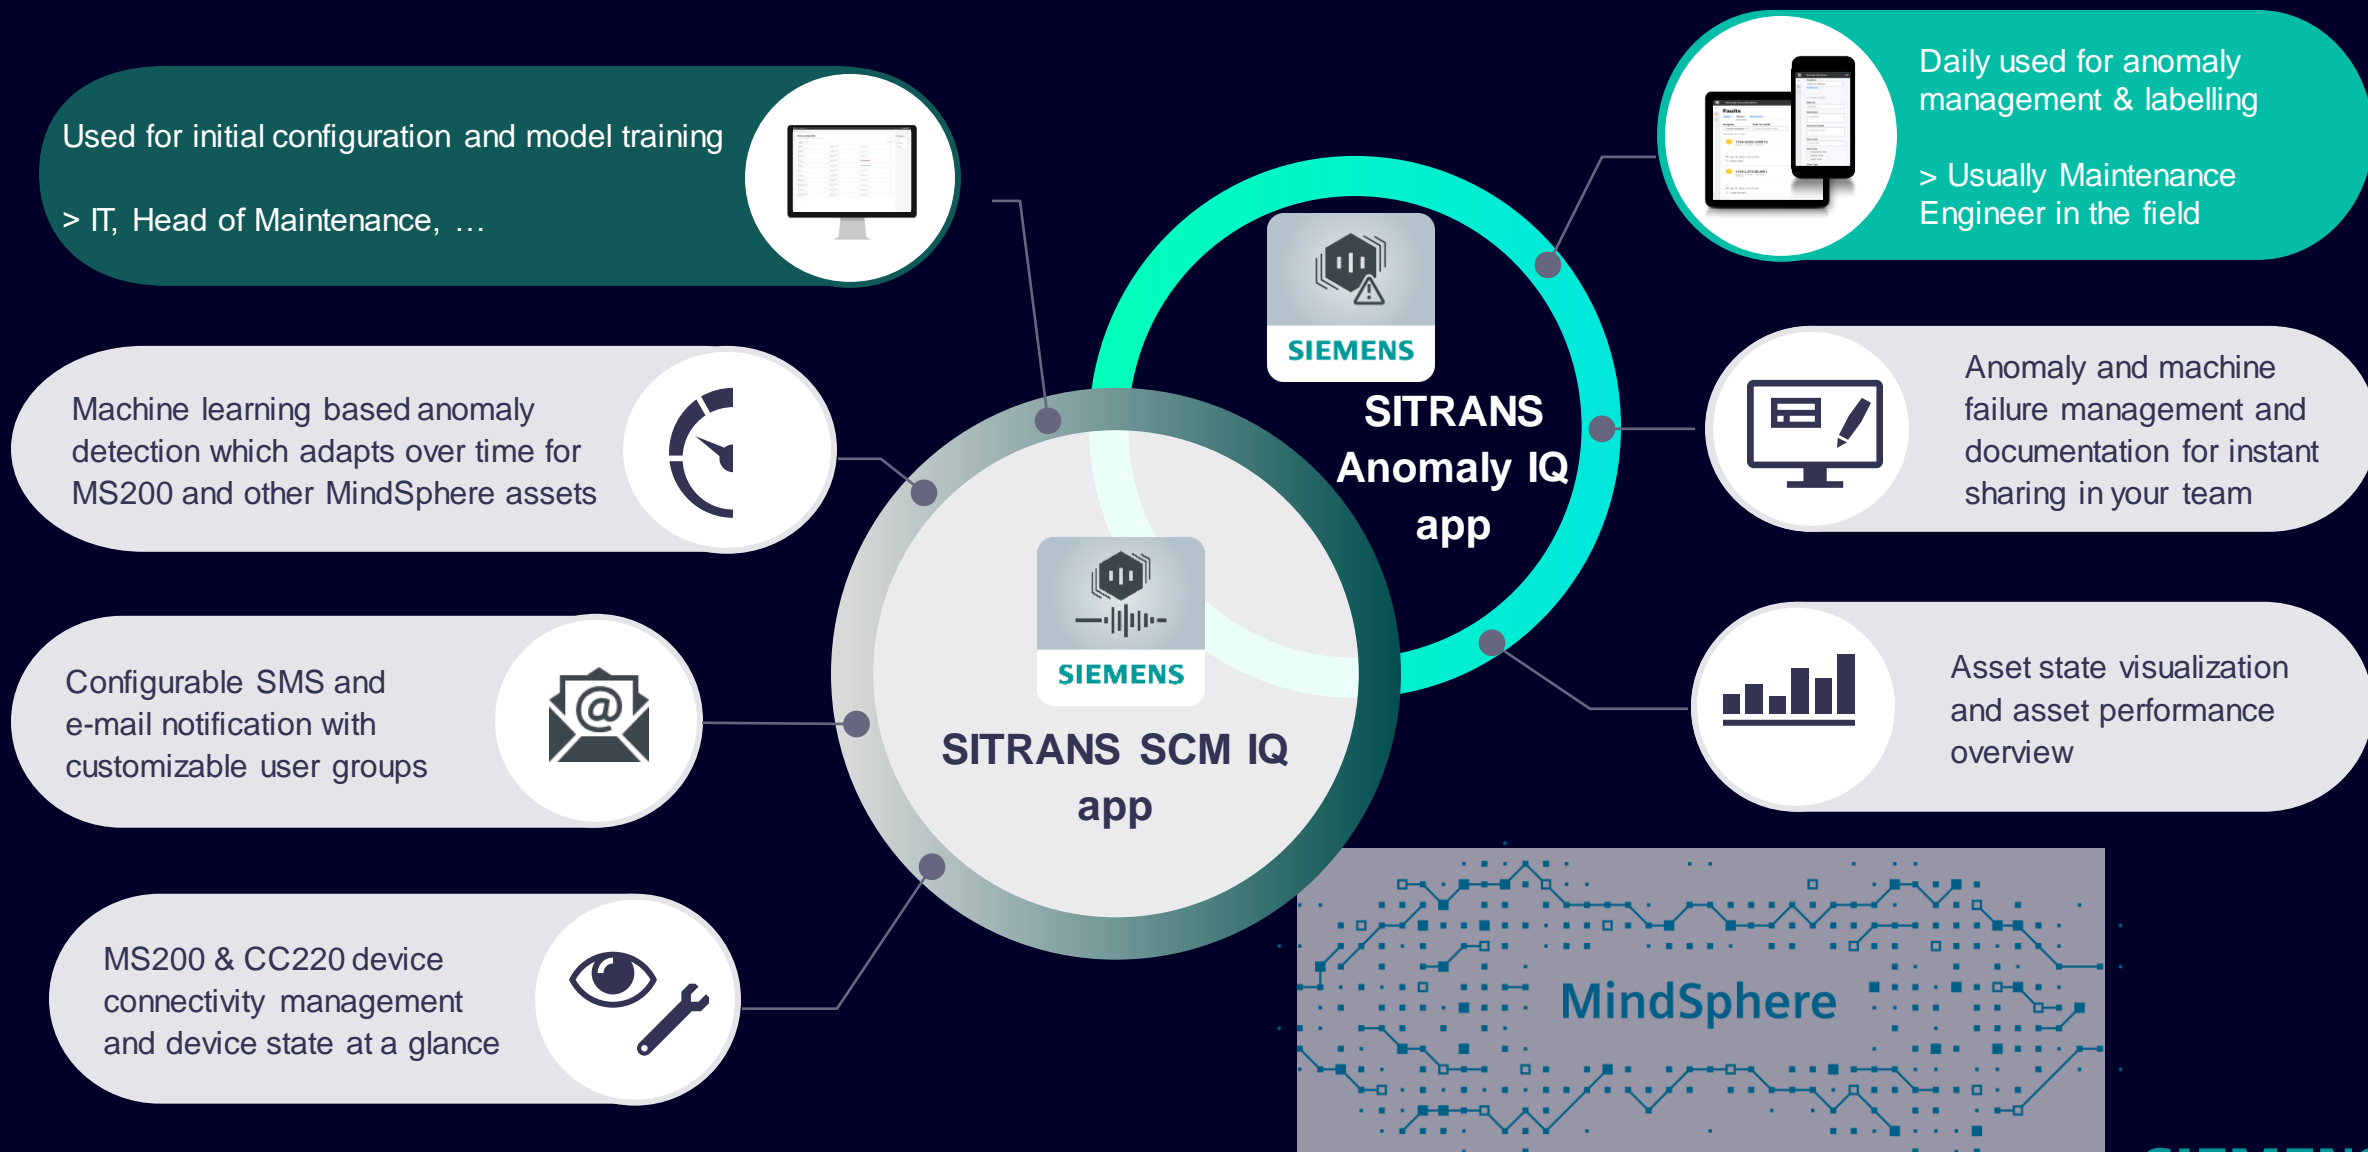 Used for initial configuration and model training
> IT, Head of Maintenance, …
Machine learning based anomaly
detection which adapts over time for
MS200 and other MindSphere assets
Configurable SMS and
e-mail notification with
customizable user groups
MS200 & CC220 device
connectivity management
and device state at a glance
SIEMENS
SITRANS
Anomaly IQ
app
SIEMENS
SITRANS SCM IQ
app
Faults
Daily used for anomaly
management & labelling
> Usually Maintenance
Engineer in the field
Anomaly and machine
failure management and
documentation for instant
sharing in your team
Asset state visualization
and asset performance
overview
MindSphere